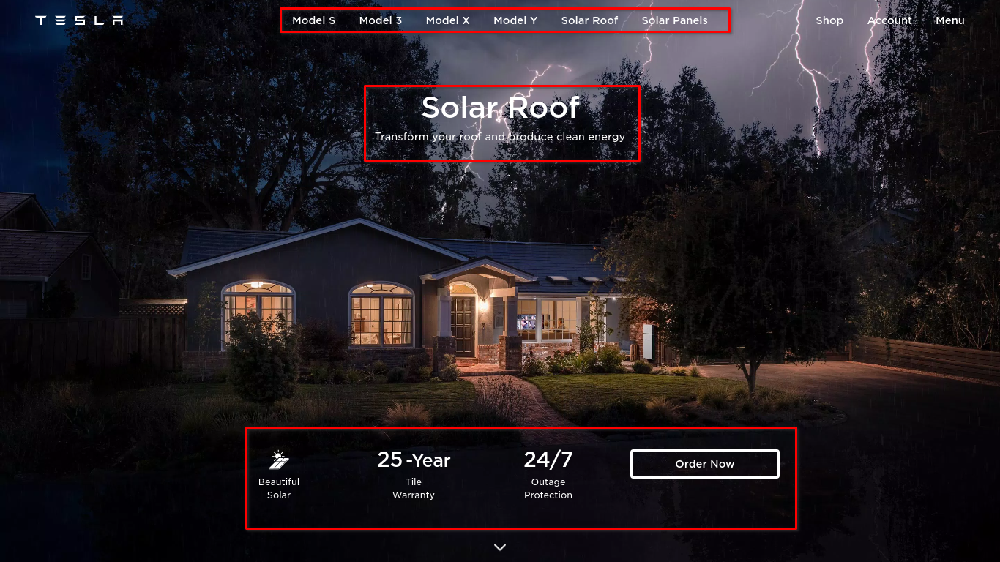 TESLA
Model S Model 3 Model X Model Y Solar Roof Solar Panels
Shop Account Menu
Solar Roof
Transform your roof and produce clean energy
Beautiful
Solar
25-Year
Tile
Warranty
24/7
Outage
Protection
Order Now